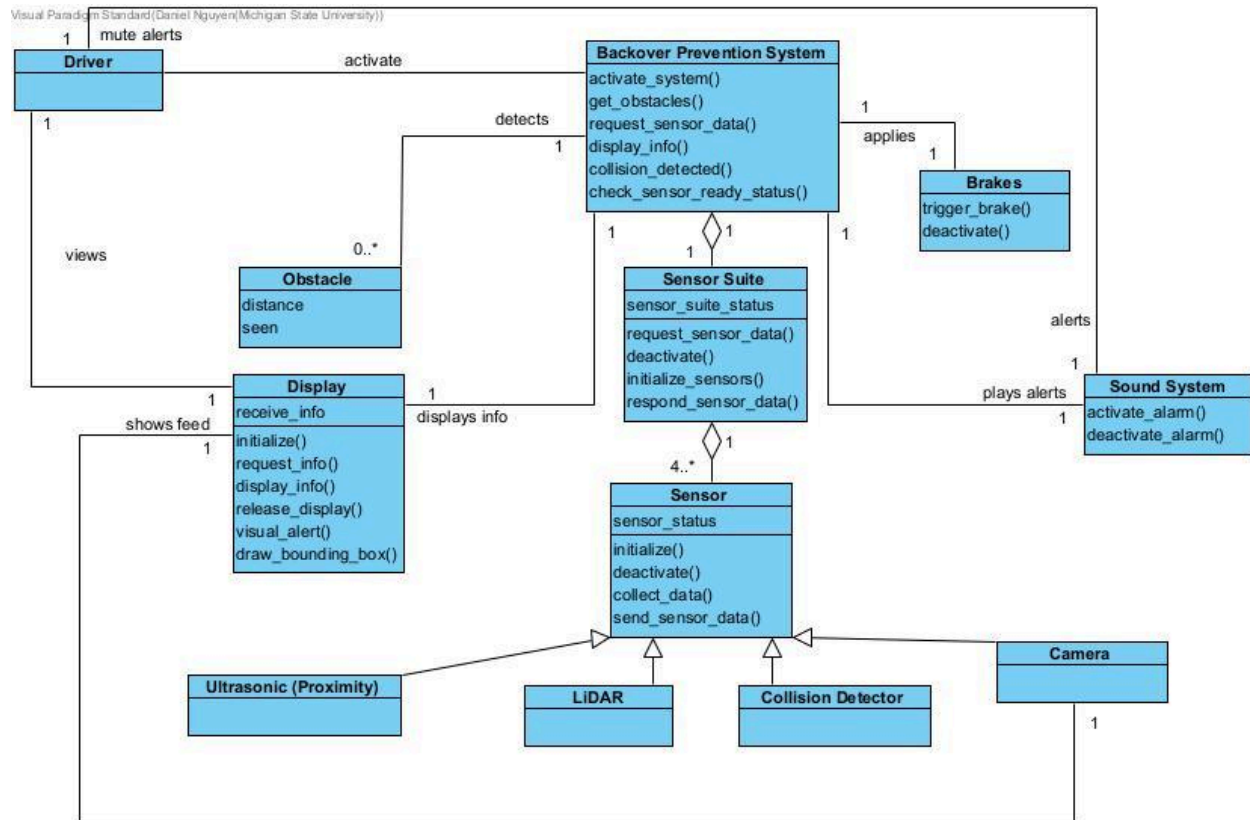 Visual Paradigm Standard(Daniel Nguyen(Michigan State University))
1
mute alerts
Driver
activate
1
views
1
Backover Prevention System
activate_system()
get_obstacles()
request_sensor_data()
display_info()
collision_detected()
check_sensor_ready_status()
detects
1
0..*
1
applies
1
Brakes
trigger_brake()
deactivate()
Obstacle
distance
seen
1
1
1
1
Sensor Suite
sensor_suite_status
request_sensor_data()
deactivate()
initialize_sensors()
respond_sensor_data()
alerts
1
plays alerts
1
Sound System
activate_alarm()
deactivate_alarm()
Display
receive_info
initialize()
request_info()
display_info()
release_display()
visual_alert()
draw_bounding_box()
1
displays info
shows feed
1
1
4..*
Sensor
sensor_status
initialize()
deactivate()
collect_data()
send_sensor_data()
Ultrasonic (Proximity)
LiDAR
Collision Detector
Camera
1